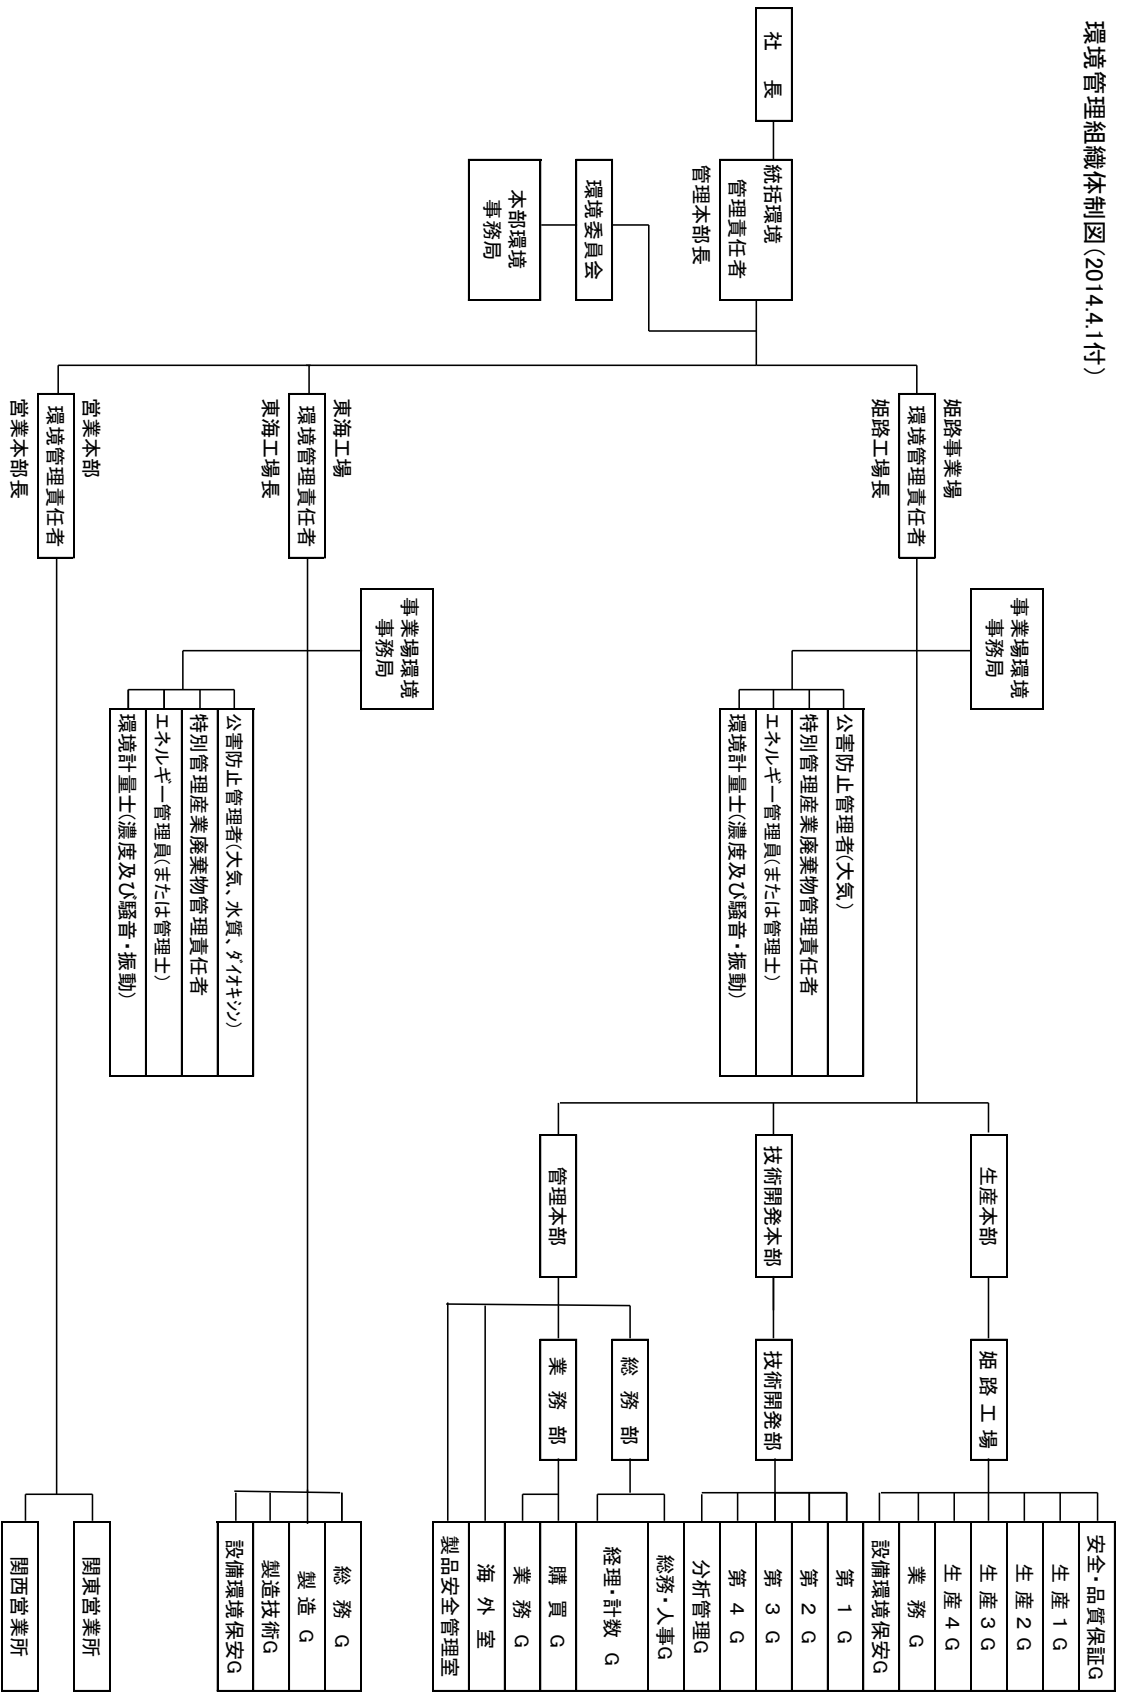 環境管理組織体制図(2014.4.1付)
社 長
統括環境
管理責任者
管理本部長
環境委員会
本部環境
事務局
姫路事業場
環境管理責任者
姫路工場長
東海工場
環境管理責任者
東海工場長
営業本部
環境管理責任者
営業本部長
事業場環境
事務局
公害防止管理者(大気)
特別管理産業廃棄物管理責任者
エネルギー管理員(または管理士)
環境計量士(濃度及び騒音・振動)
事業場環境
事務局
公害防止管理者(大気、水質、ダイオキシン)
特別管理産業廃棄物管理責任者
エネルギー管理員(または管理士)
環境計量士(濃度及び騒音・振動)
生産本部
技術開発本部
管理本部
姫 路 工 場
技術開発部
総 務 部
業 務 部
安全・品質保証G
生 産 1 G
生 産 2 G
生 産 3 G
生 産 4 G
業 務 G
設備環境保安G
第 1 G
第 2 G
第 3 G
第 4 G
分析管理G
総務・人事G
経理・計数 G
購 買 G
業 務 G
海 外 室
製品安全管理室
総 務 G
製 造 G
製造技術G
設備環境保安G
関東営業所
関西営業所